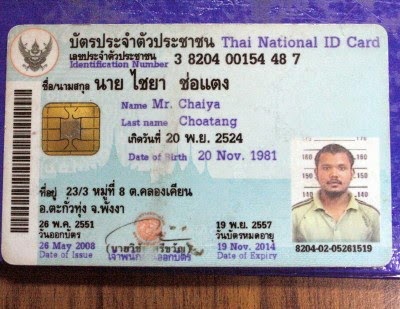 บัตรประจำตัวประชาชน Thai National ID Card
เลขประจำตัวประชาชน
Identification Number
3 8204 00154 48 7
ชื่อตัวและชื่อสกุล นาย ไชยา ช่อแตง
Name Mr. Chaiya
Last name Choatang
เกิดวันที่ 20 พ.ย. 2524
Date of Birth 20 Nov. 1981
ที่อยู่ 23/3 หมู่ที่ 8 ต.คลองเคียน
อ.ตะกั่วทุ่ง จ.พังงา
26 พ.ค. 2551
วันออกบัตร
26 May 2008
Date of Issue
เจ้าพนักงานออกบัตร
19 พ.ย. 2557
วันบัตรหมดอายุ
19 Nov. 2014
Date of Expiry
160
150
140
160
150
140
8204-02-05261519